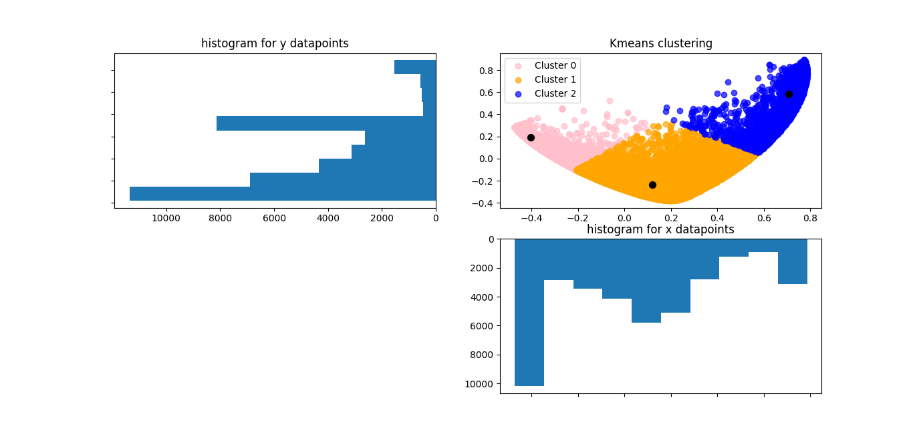 histogram for y datapoints
10000 8000 6000 4000 2000 0
Kmeans clustering
Cluster 0
Cluster 1
Cluster 2
0.8
0.6
0.4
0.2
0.0
−0.2
−0.4
−0.4 −0.2 0.0 0.2 0.4 0.6 0.8
histogram for x datapoints
0
2000
4000
6000
8000
10000